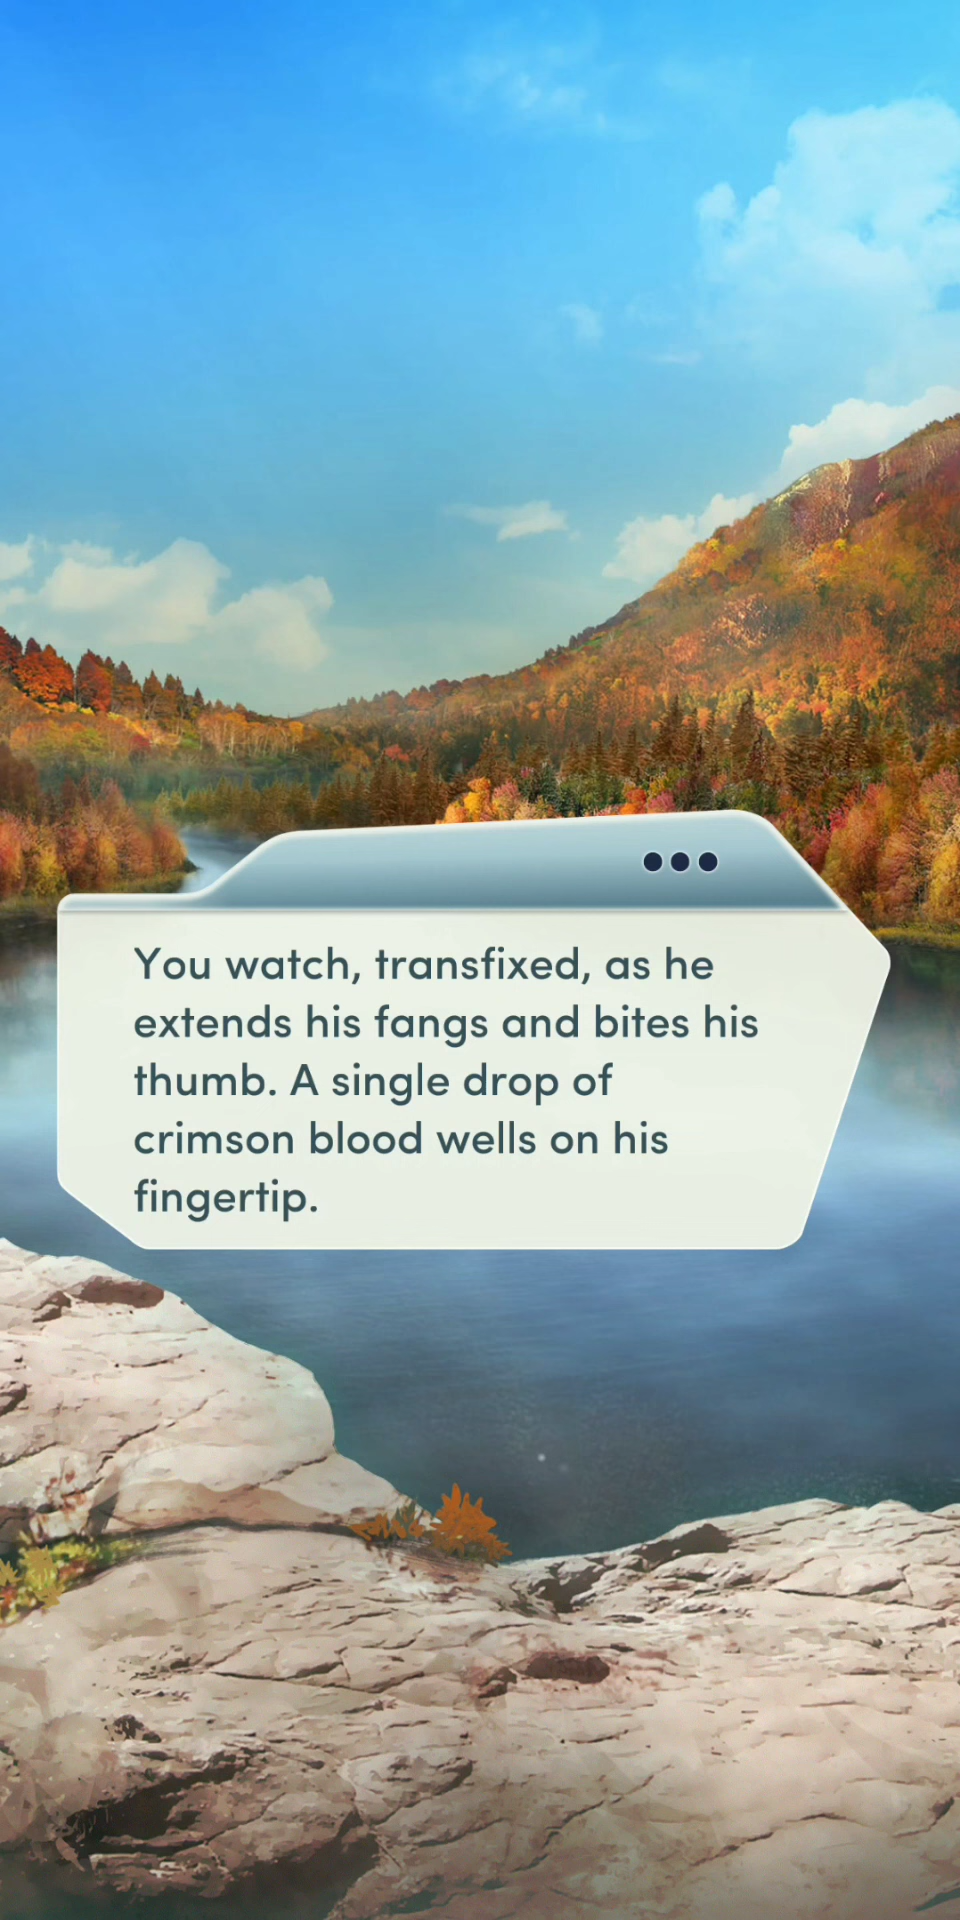 You watch, transfixed, as he
extends his fangs and bites his
thumb. A single drop of
crimson blood wells on his
fingertip.